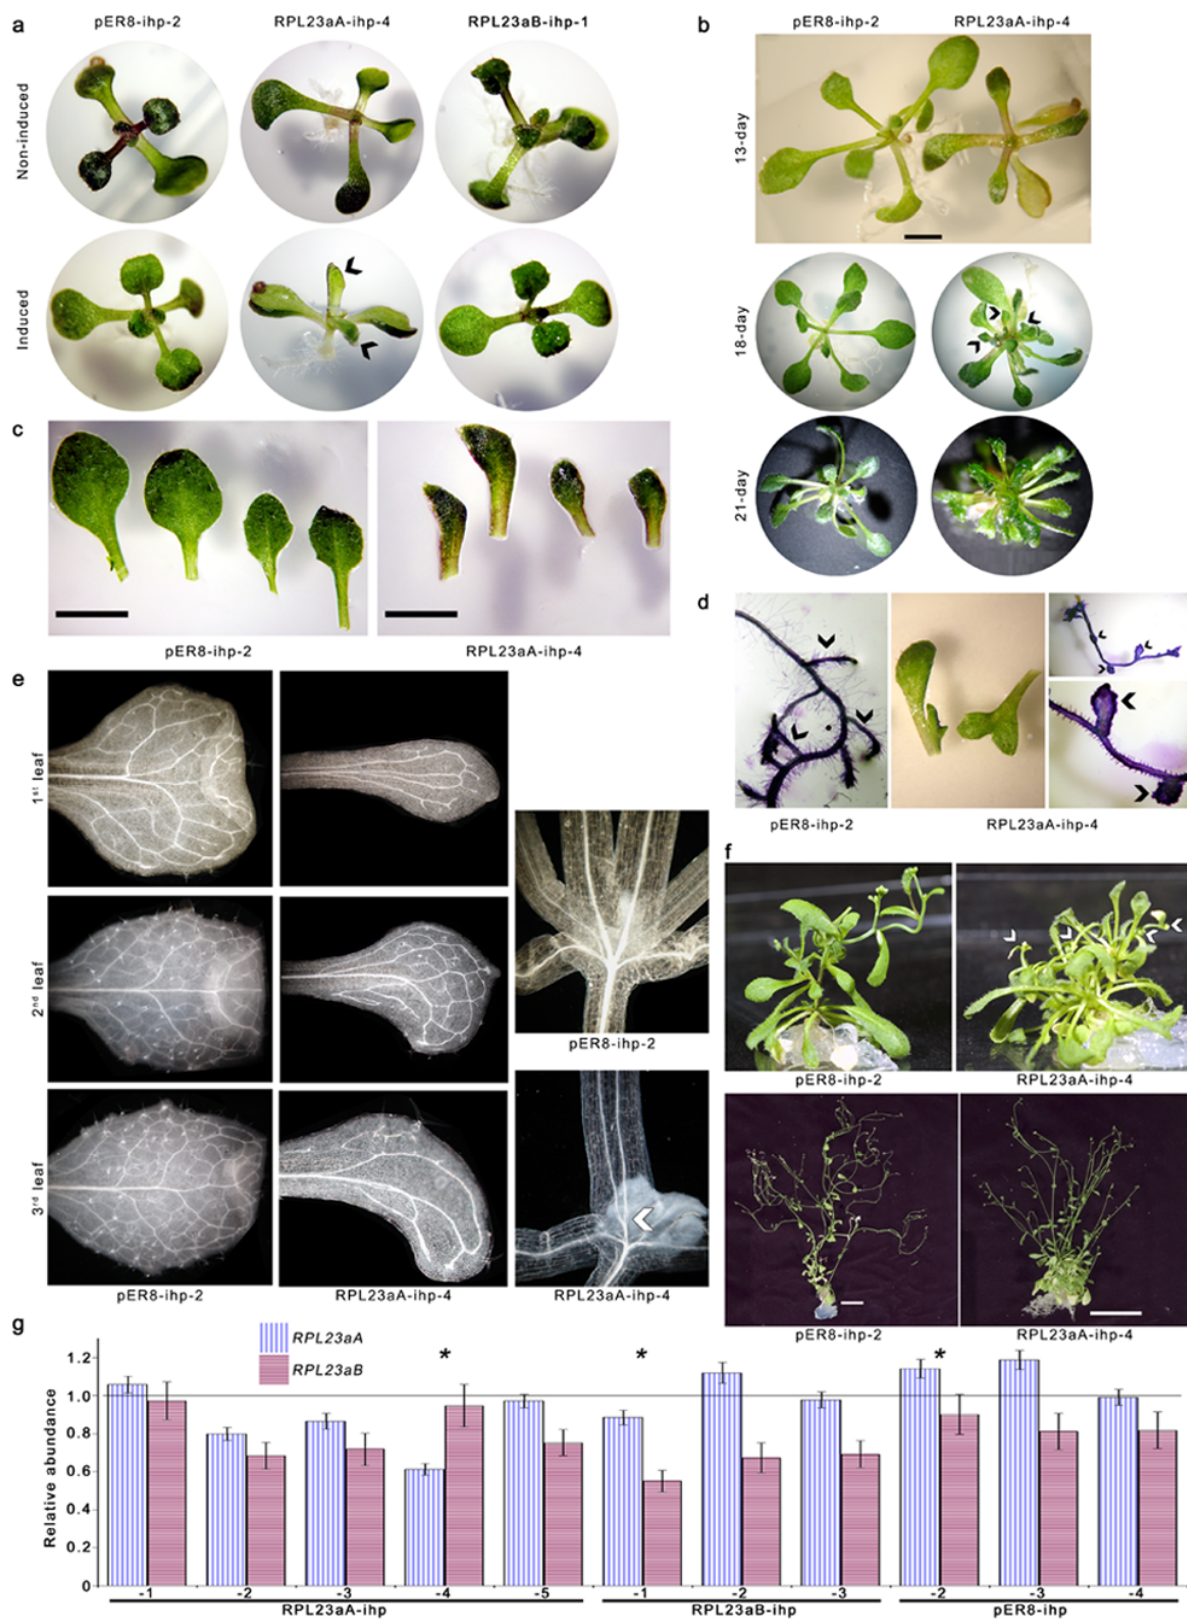 a
pER8-ihp-2
RPL23aA-ihp-4
RPL23aB-ihp-1
Non-induced
Induced
b
pER8-ihp-2
RPL23aA-ihp-4
13-day
18-day
21-day
c
pER8-ihp-2
RPL23aA-ihp-4
d
pER8-ihp-2
RPL23aA-ihp-4
e
1st leaf
2nd leaf
3rd leaf
pER8-ihp-2
RPL23aA-ihp-4
pER8-ihp-2
RPL23aA-ihp-4
f
pER8-ihp-2
RPL23aA-ihp-4
pER8-ihp-2
RPL23aA-ihp-4
g
RPL23aA
RPL23aB
* * *
Relative abundance
1.2
1.0
0.8
0.6
0.4
0.2
0
-1 -2 -3 -4 -5 -1 -2 -3 -2 -3 -4
RPL23aA-ihp RPL23aB-ihp pER8-ihp